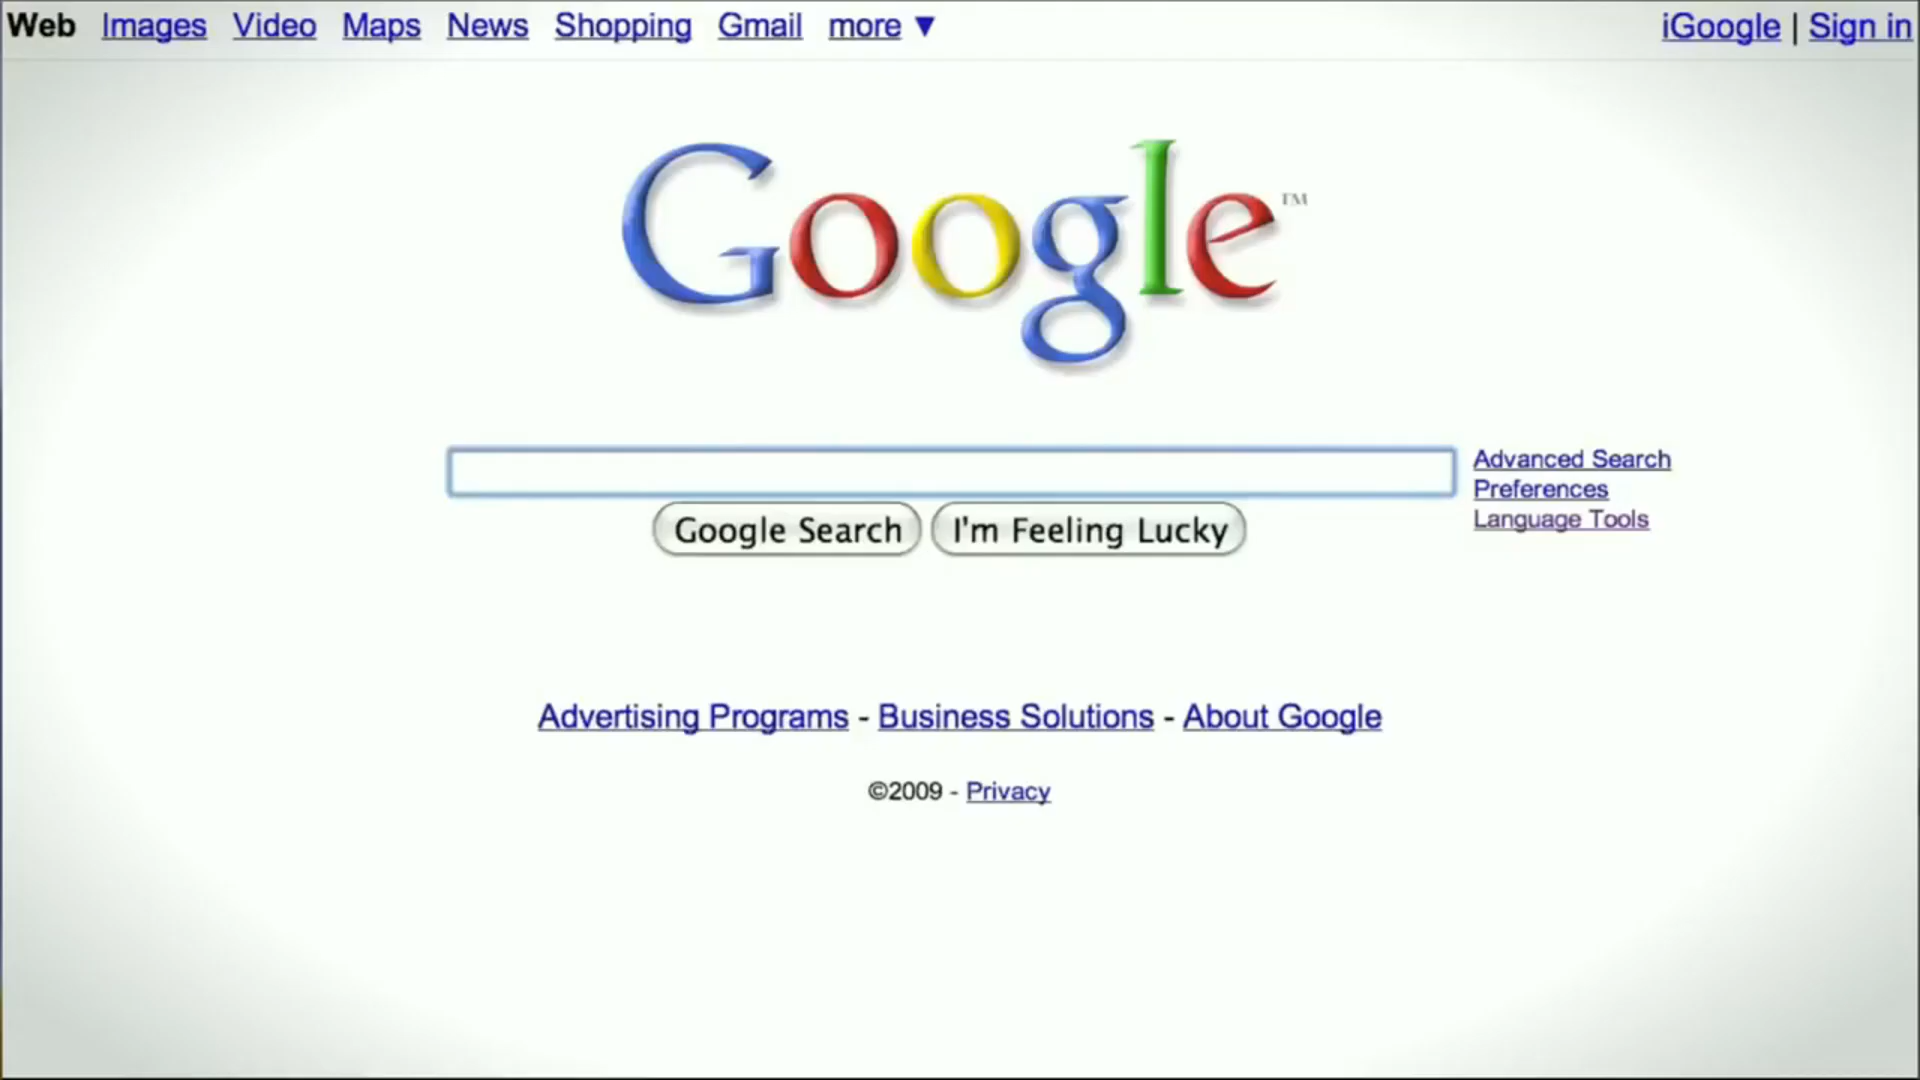 Web Images Video Maps News Shopping Gmail more ▼ iGoogle | Sign in
Google™
Advanced Search
Preferences
Language Tools
Google Search I'm Feeling Lucky
Advertising Programs - Business Solutions - About Google
©2009 - Privacy